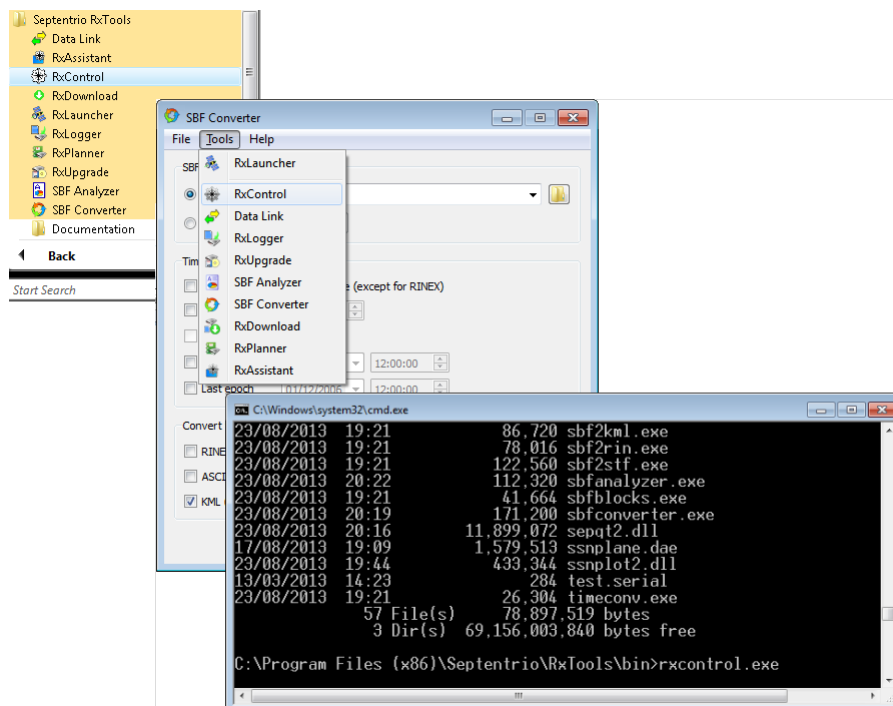 Septentrio RxTools
Data Link
RxAssistant
RxControl
RxDownload
RxLauncher
RxLogger
RxPlanner
RxUpgrade
SBF Analyzer
SBF Converter
Documentation
Back
Start Search
SBF Converter
File Tools Help
SBF
RxLauncher
RxControl
Data Link
RxLogger
RxUpgrade
SBF Analyzer
SBF Converter
RxDownload
RxPlanner
RxAssistant
Tim
(except for RINEX)
12:00:00
Last epoch 01/12/2006 12:00:00
Convert
RINE
ASCI
KML
C:\Windows\system32\cmd.exe
23/08/2013 19:21 86,720 sbf2kml.exe
23/08/2013 19:21 78,016 sbf2rin.exe
23/08/2013 19:21 122,560 sbf2stf.exe
23/08/2013 20:22 112,320 sbfanalyzer.exe
23/08/2013 19:21 41,664 sbfblocks.exe
23/08/2013 20:19 171,200 sbfconverter.exe
23/08/2013 20:16 11,899,072 sepqt2.dll
17/08/2013 19:09 1,579,513 ssnplane.dae
23/08/2013 19:44 433,344 ssnplot2.dll
13/03/2013 14:23 284 test.serial
23/08/2013 19:21 26,304 timeconv.exe
57 File(s) 78,897,519 bytes
3 Dir(s) 69,156,003,840 bytes free
C:\Program Files (x86)\Septentrio\RxTools\bin>rxcontrol.exe